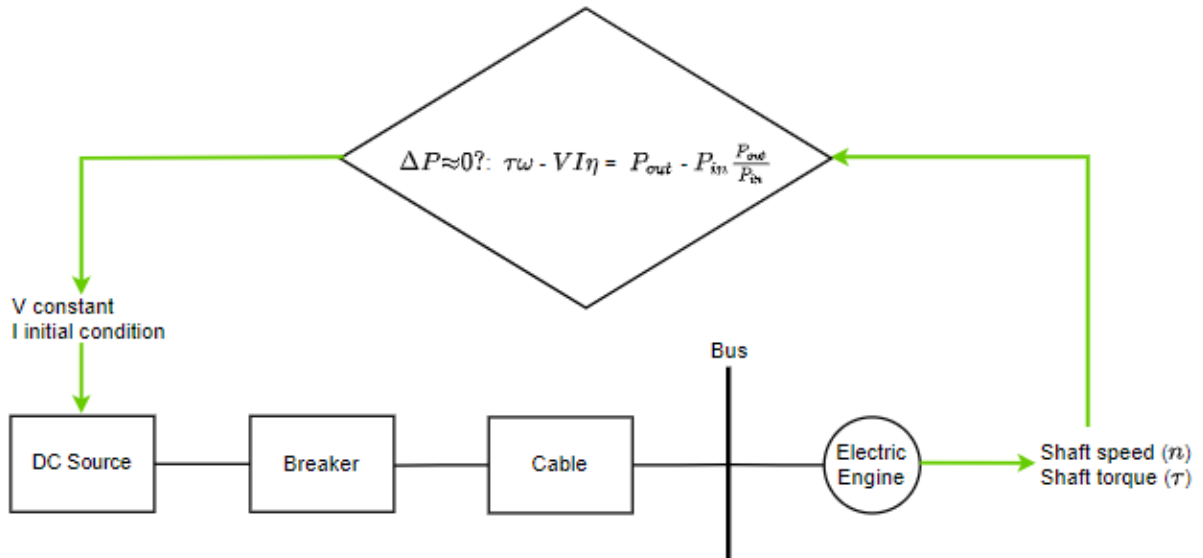 ΔP≈0?: τω - VIη = P_out - P_in P_out/P_in
V constant
I initial condition
Bus
DC Source
Breaker
Cable
Electric
Engine
Shaft speed (n)
Shaft torque (τ)